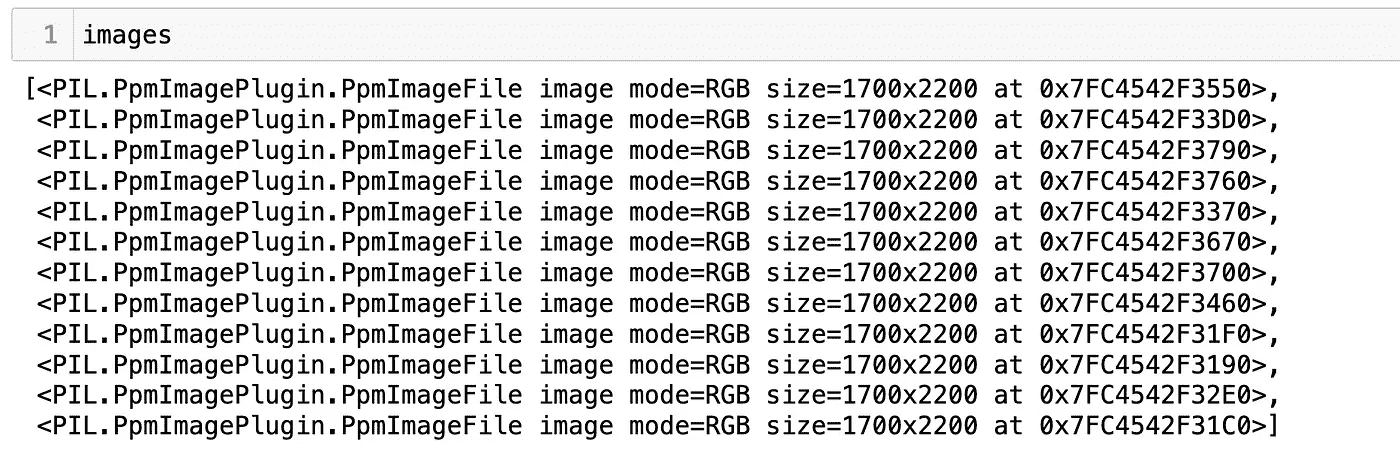 1 images
[<PIL.PpmImagePlugin.PpmImageFile image mode=RGB size=1700x2200 at 0x7FC4542F3550>,
<PIL.PpmImagePlugin.PpmImageFile image mode=RGB size=1700x2200 at 0x7FC4542F33D0>,
<PIL.PpmImagePlugin.PpmImageFile image mode=RGB size=1700x2200 at 0x7FC4542F3790>,
<PIL.PpmImagePlugin.PpmImageFile image mode=RGB size=1700x2200 at 0x7FC4542F3760>,
<PIL.PpmImagePlugin.PpmImageFile image mode=RGB size=1700x2200 at 0x7FC4542F3370>,
<PIL.PpmImagePlugin.PpmImageFile image mode=RGB size=1700x2200 at 0x7FC4542F3670>,
<PIL.PpmImagePlugin.PpmImageFile image mode=RGB size=1700x2200 at 0x7FC4542F3700>,
<PIL.PpmImagePlugin.PpmImageFile image mode=RGB size=1700x2200 at 0x7FC4542F3460>,
<PIL.PpmImagePlugin.PpmImageFile image mode=RGB size=1700x2200 at 0x7FC4542F31F0>,
<PIL.PpmImagePlugin.PpmImageFile image mode=RGB size=1700x2200 at 0x7FC4542F3190>,
<PIL.PpmImagePlugin.PpmImageFile image mode=RGB size=1700x2200 at 0x7FC4542F32E0>,
<PIL.PpmImagePlugin.PpmImageFile image mode=RGB size=1700x2200 at 0x7FC4542F31C0>]